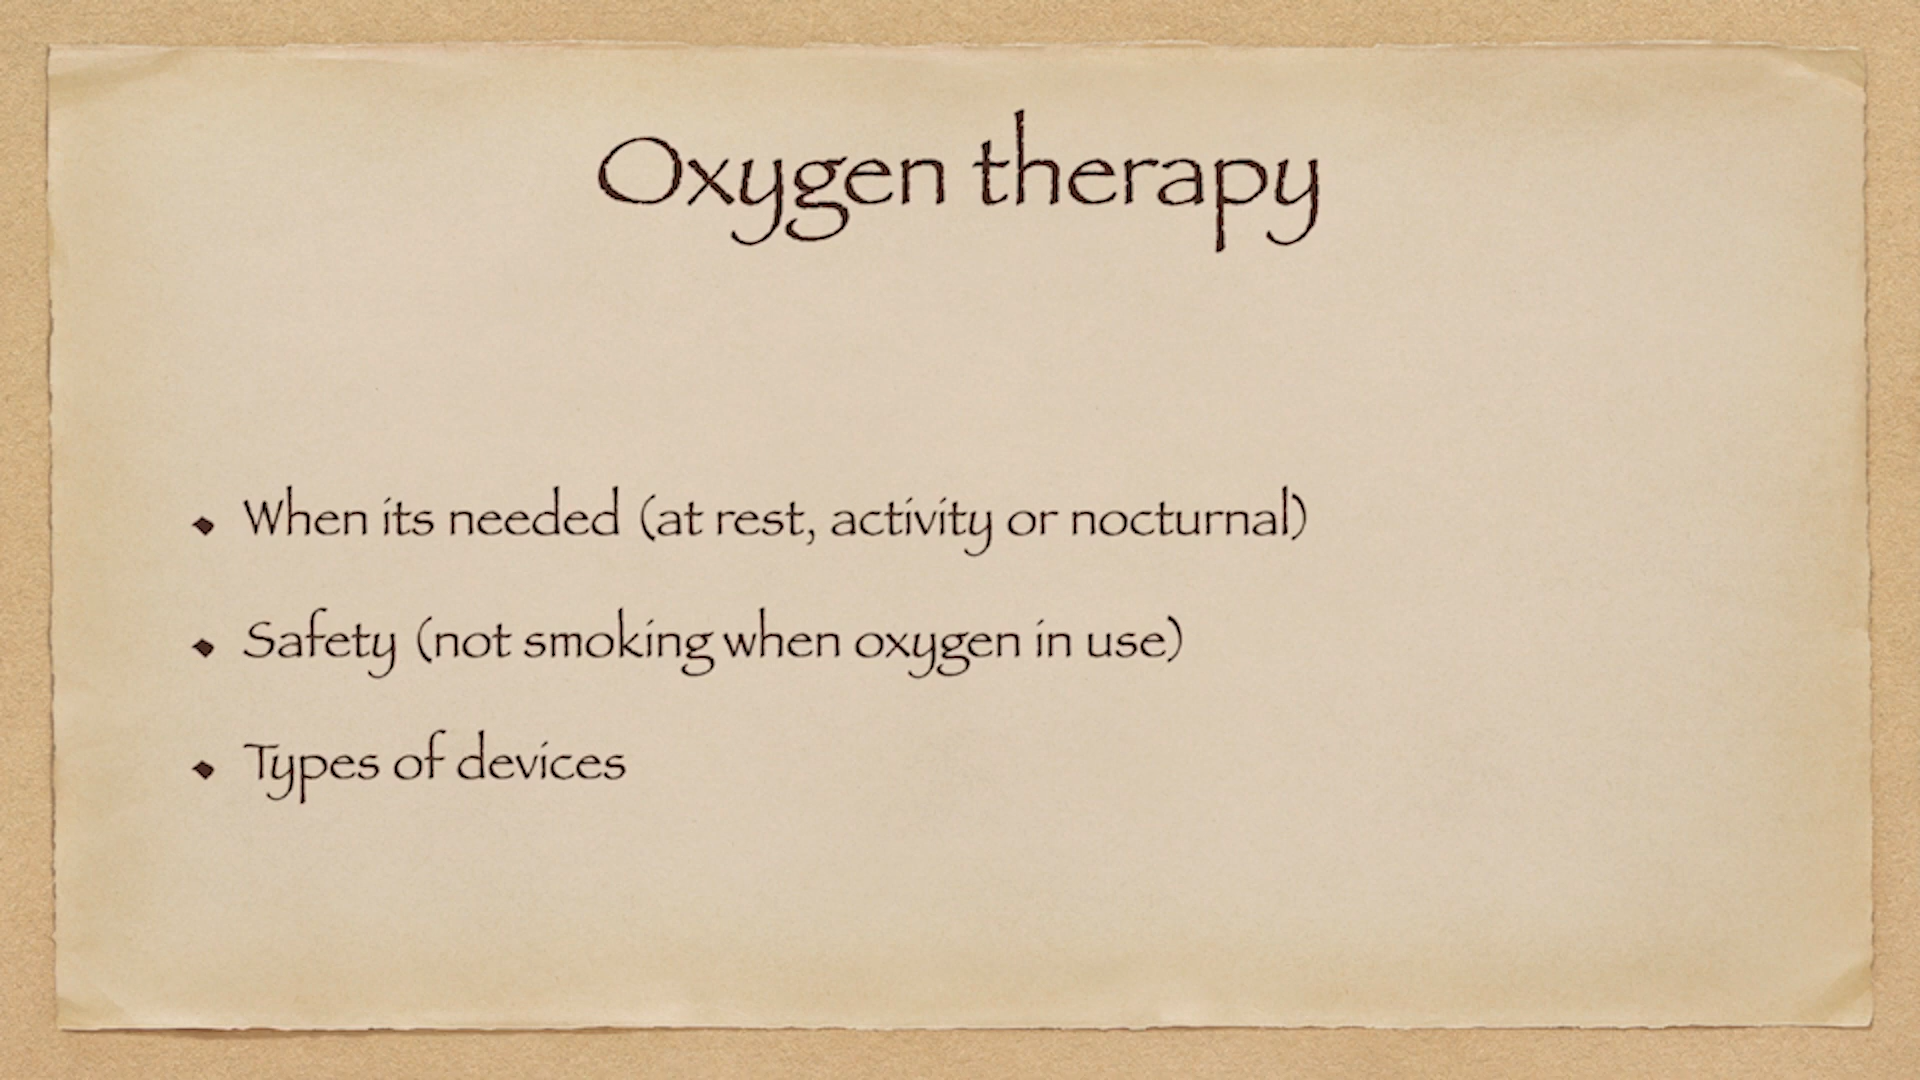 Oxygen therapy
When its needed (at rest, activity or nocturnal)
Safety (not smoking when oxygen in use)
Types of devices